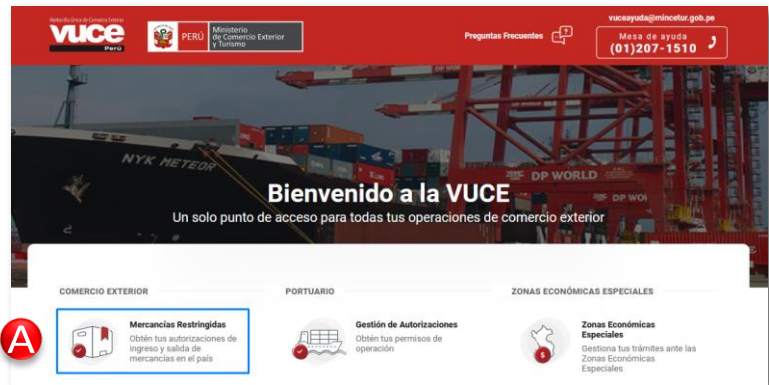 Ventanilla Única de Comercio Exterior
vuce
Perú
PERÚ
Ministerio
de Comercio Exterior
y Turismo
Preguntas Frecuentes
?
vuceayuda@mincetur.gob.pe
Mesa de ayuda
(01)207-1510
NYK METEOR
DP WORLD
DP WOR
Bienvenido a la VUCE
Un solo punto de acceso para todas tus operaciones de comercio exterior
COMERCIO EXTERIOR
PORTUARIO
ZONAS ECONÓMICAS ESPECIALES
A
Mercancías Restringidas
Obtén tus autorizaciones de
ingreso y salida de
mercancías en el país
Gestión de Autorizaciones
Obtén tus permisos de
operación
$
Zonas Económicas
Especiales
Gestiona tus trámites ante las
Zonas Económicas
Especiales